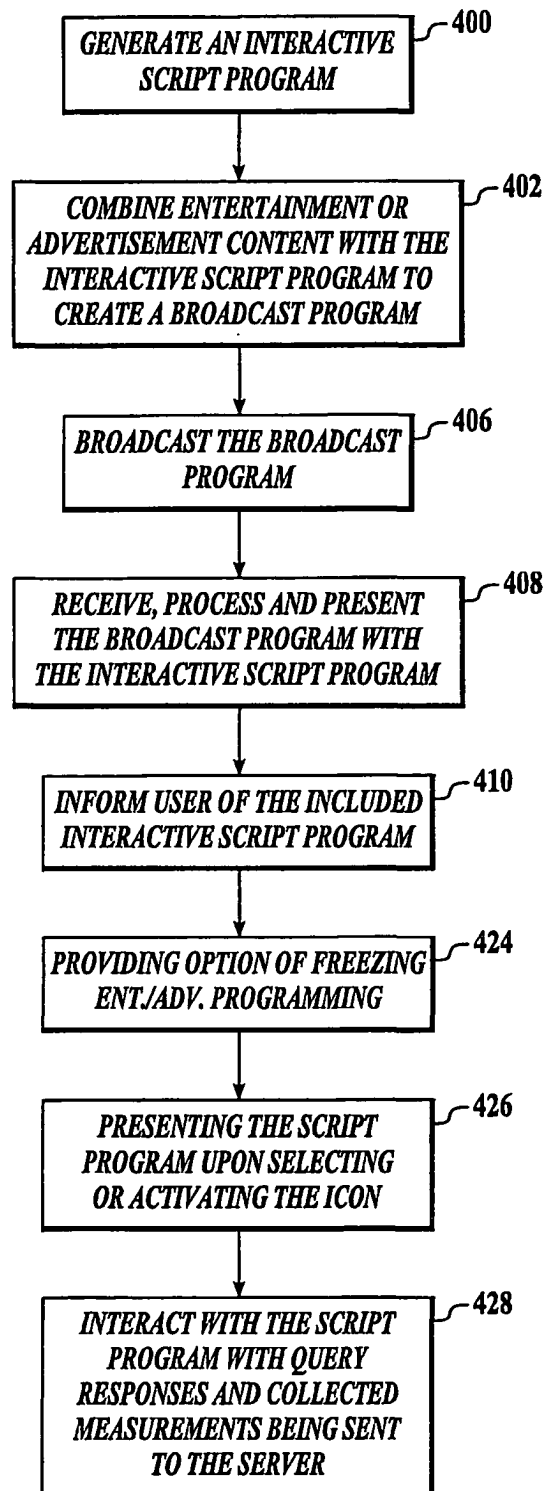 GENERATE AN INTERACTIVE
SCRIPT PROGRAM
400
COMBINE ENTERTAINMENT OR
ADVERTISEMENT CONTENT WITH THE
INTERACTIVE SCRIPT PROGRAM TO
CREATE A BROADCAST PROGRAM
402
BROADCAST THE BROADCAST
PROGRAM
406
RECEIVE, PROCESS AND PRESENT
THE BROADCAST PROGRAM WITH
THE INTERACTIVE SCRIPT PROGRAM
408
INFORM USER OF THE INCLUDED
INTERACTIVE SCRIPT PROGRAM
410
PROVIDING OPTION OF FREEZING
ENT./ADV. PROGRAMMING
424
PRESENTING THE SCRIPT
PROGRAM UPON SELECTING
OR ACTIVATING THE ICON
426
INTERACT WITH THE SCRIPT
PROGRAM WITH QUERY
RESPONSES AND COLLECTED
MEASUREMENTS BEING SENT
TO THE SERVER
428